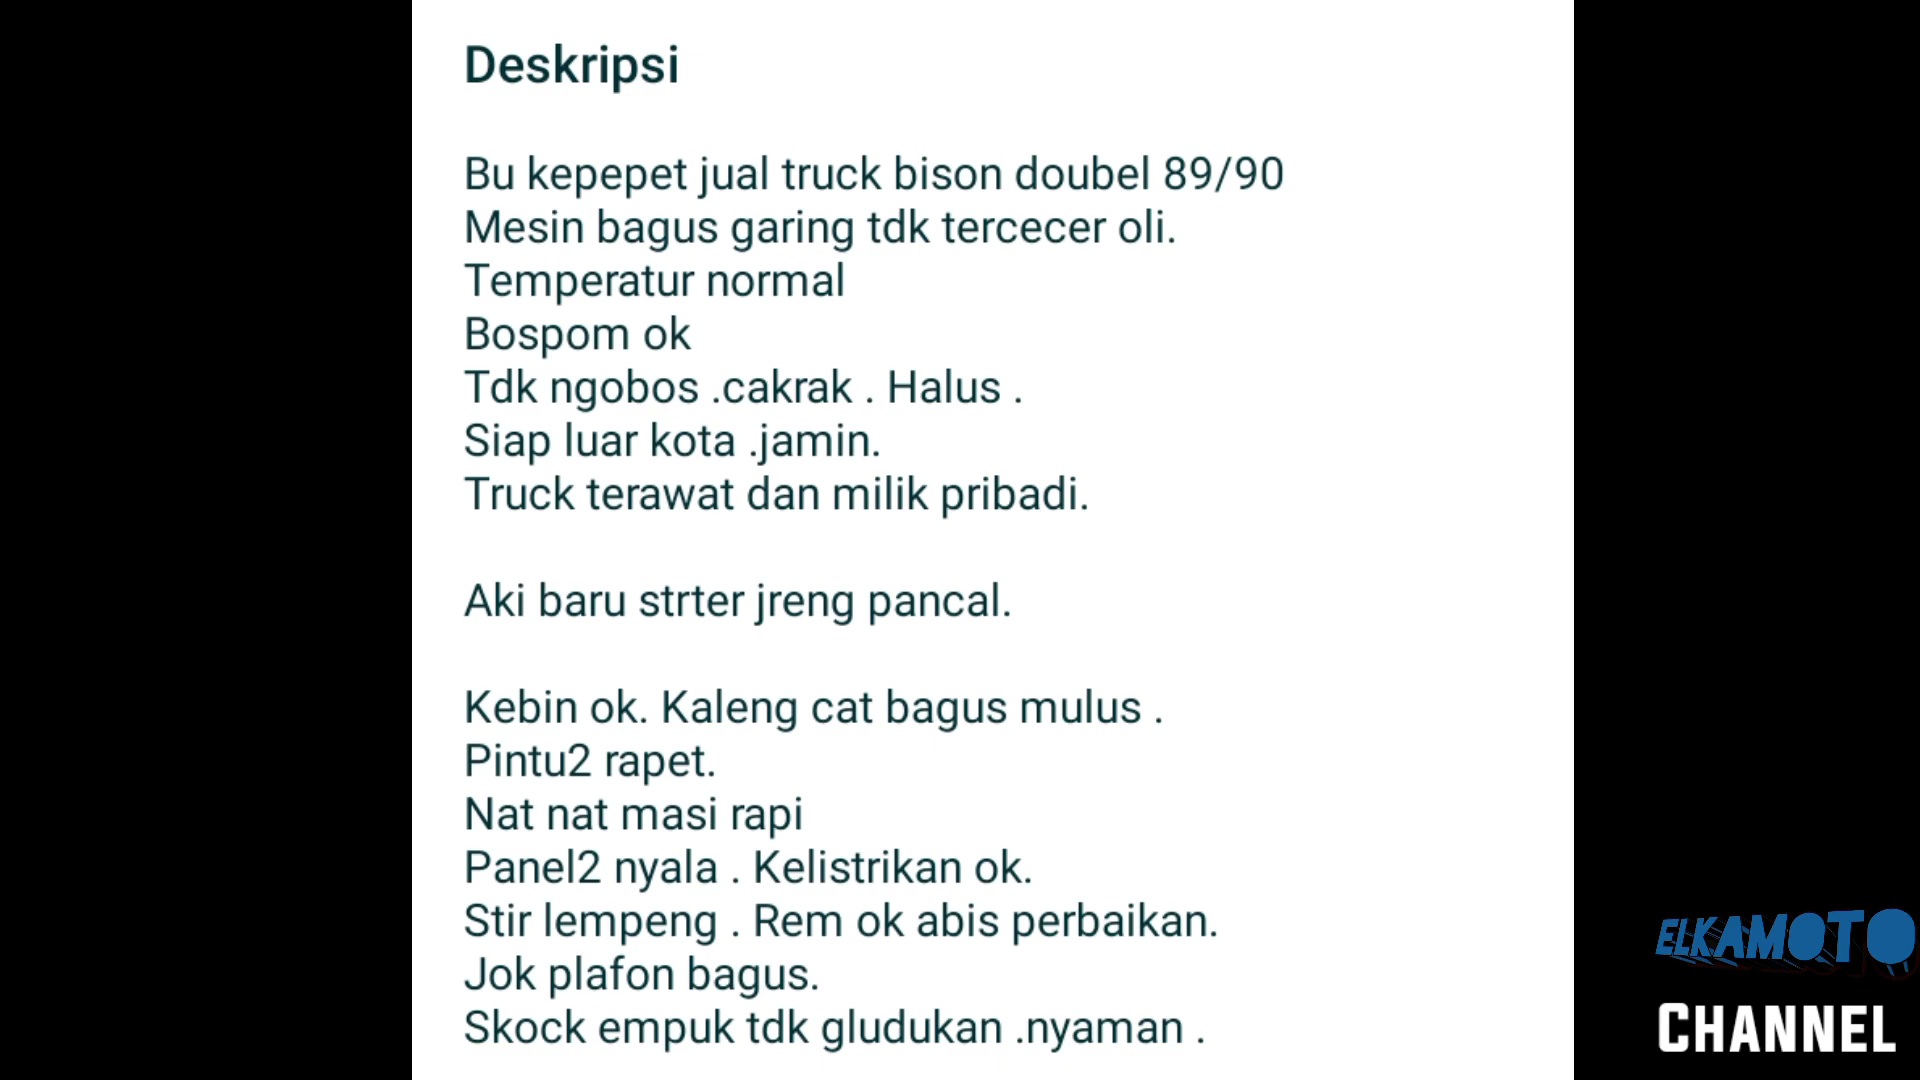 Deskripsi
Bu kepepet jual truck bison doubel 89/90
Mesin bagus garing tdk tercecer oli.
Temperatur normal
Bospom ok
Tdk ngobos .cakrak . Halus .
Siap luar kota .jamin.
Truck terawat dan milik pribadi.
Aki baru strter jreng pancal.
Kebin ok. Kaleng cat bagus mulus .
Pintu2 rapet.
Nat nat masi rapi
Panel2 nyala . Kelistrikan ok.
Stir lempeng . Rem ok abis perbaikan.
Jok plafon bagus.
Skock empuk tdk gludukan .nyaman .
ELKAMOTO
CHANNEL